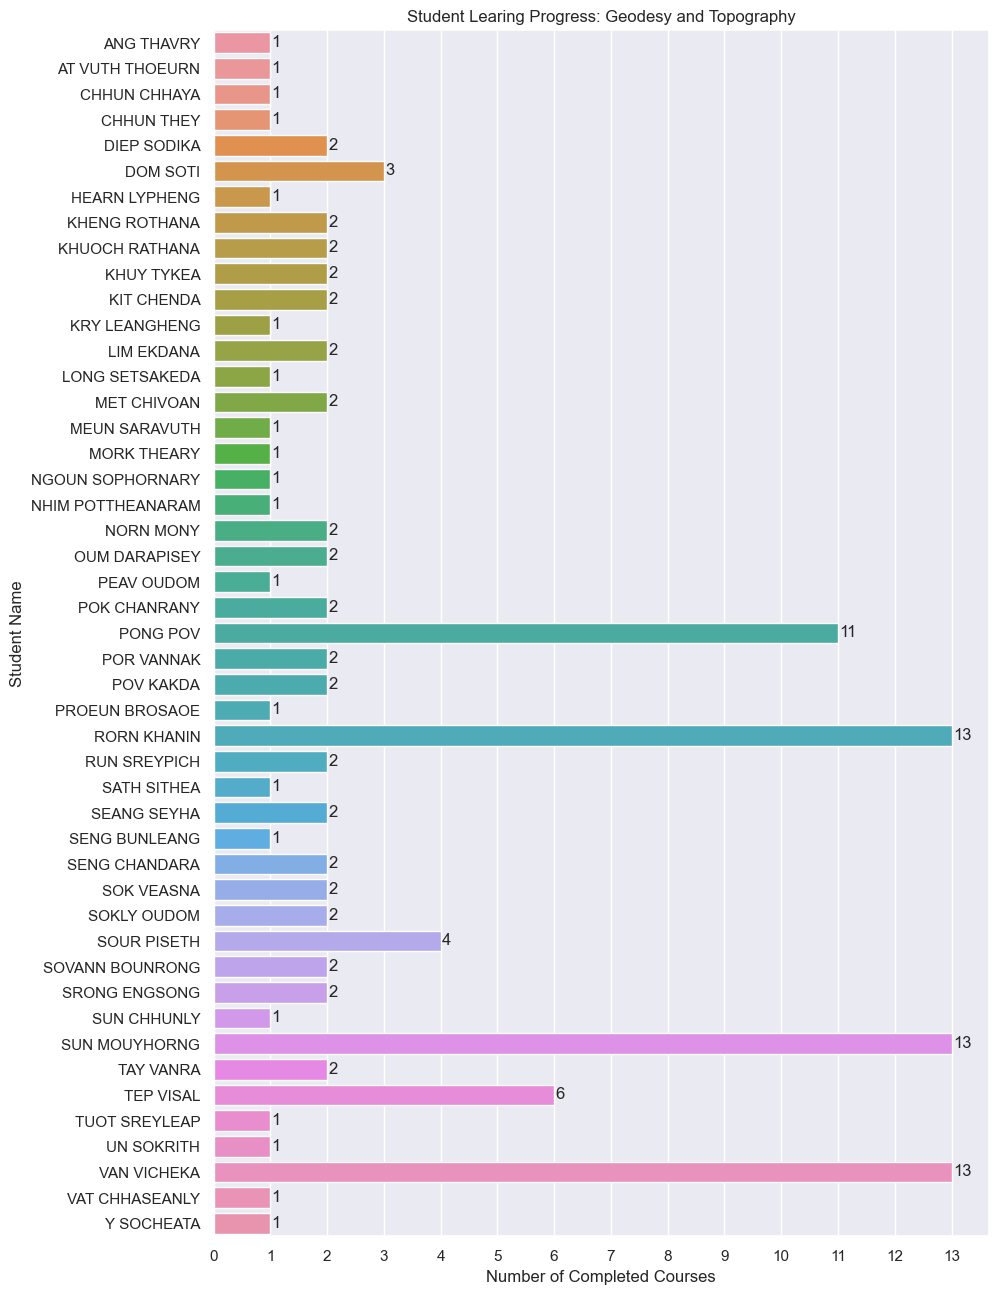 Student Learing Progress: Geodesy and Topography
ANG THAVRY 1
AT VUTH THOEURN 1
CHHUN CHHAYA 1
CHHUN THEY 1
DIEP SODIKA 2
DOM SOTI 3
HEARN LYPHENG 1
KHENG ROTHANA 2
KHUOCH RATHANA 2
KHUY TYKEA 2
KIT CHENDA 2
KRY LEANGHENG 1
LIM EKDANA 2
LONG SETSAKEDA 1
MET CHIVOAN 2
MEUN SARAVUTH 1
MORK THEARY 1
NGOUN SOPHORNARY 1
NHIM POTTHEANARAM 1
NORN MONY 2
OUM DARAPISEY 2
PEAV OUDOM 1
POK CHANRANY 2
PONG POV 11
POR VANNAK 2
POV KAKDA 2
PROEUN BROSAOE 1
RORN KHANIN 13
RUN SREYPICH 2
SATH SITHEA 1
SEANG SEYHA 2
SENG BUNLEANG 1
SENG CHANDARA 2
SOK VEASNA 2
SOKLY OUDOM 2
SOUR PISETH 4
SOVANN BOUNRONG 2
SRONG ENGSONG 2
SUN CHHUNLY 1
SUN MOUYHORNG 13
TAY VANRA 2
TEP VISAL 6
TUOT SREYLEAP 1
UN SOKRITH 1
VAN VICHEKA 13
VAT CHHASEANLY 1
Y SOCHEATA 1
Student Name
0 1 2 3 4 5 6 7 8 9 10 11 12 13
Number of Completed Courses